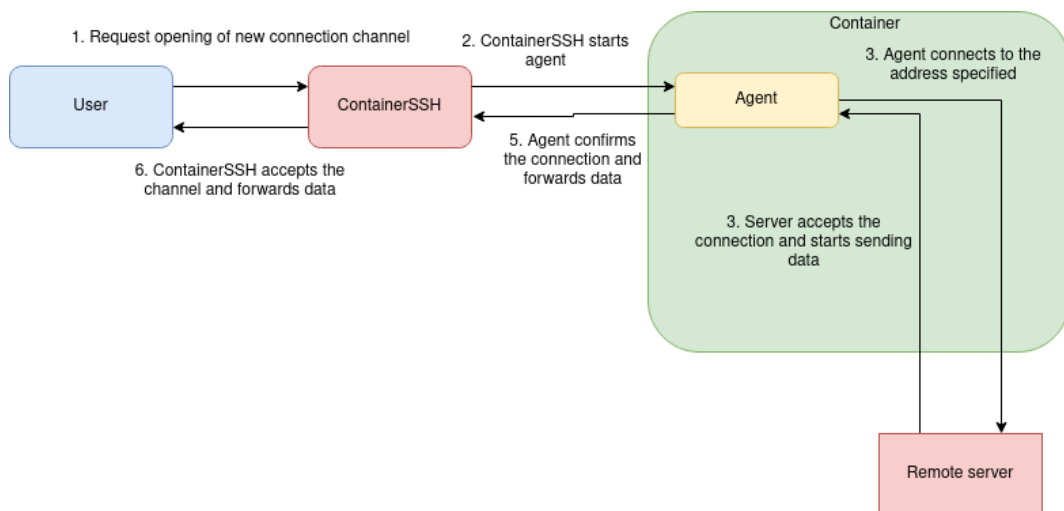 Container
1. Request opening of new connection channel
2. ContainerSSH starts
agent
3. Agent connects to the
address specified
User
ContainerSSH
Agent
5. Agent confirms
the connection and
forwards data
6. ContainerSSH accepts the
channel and forwards data
3. Server accepts the
connection and starts sending
data
Remote server